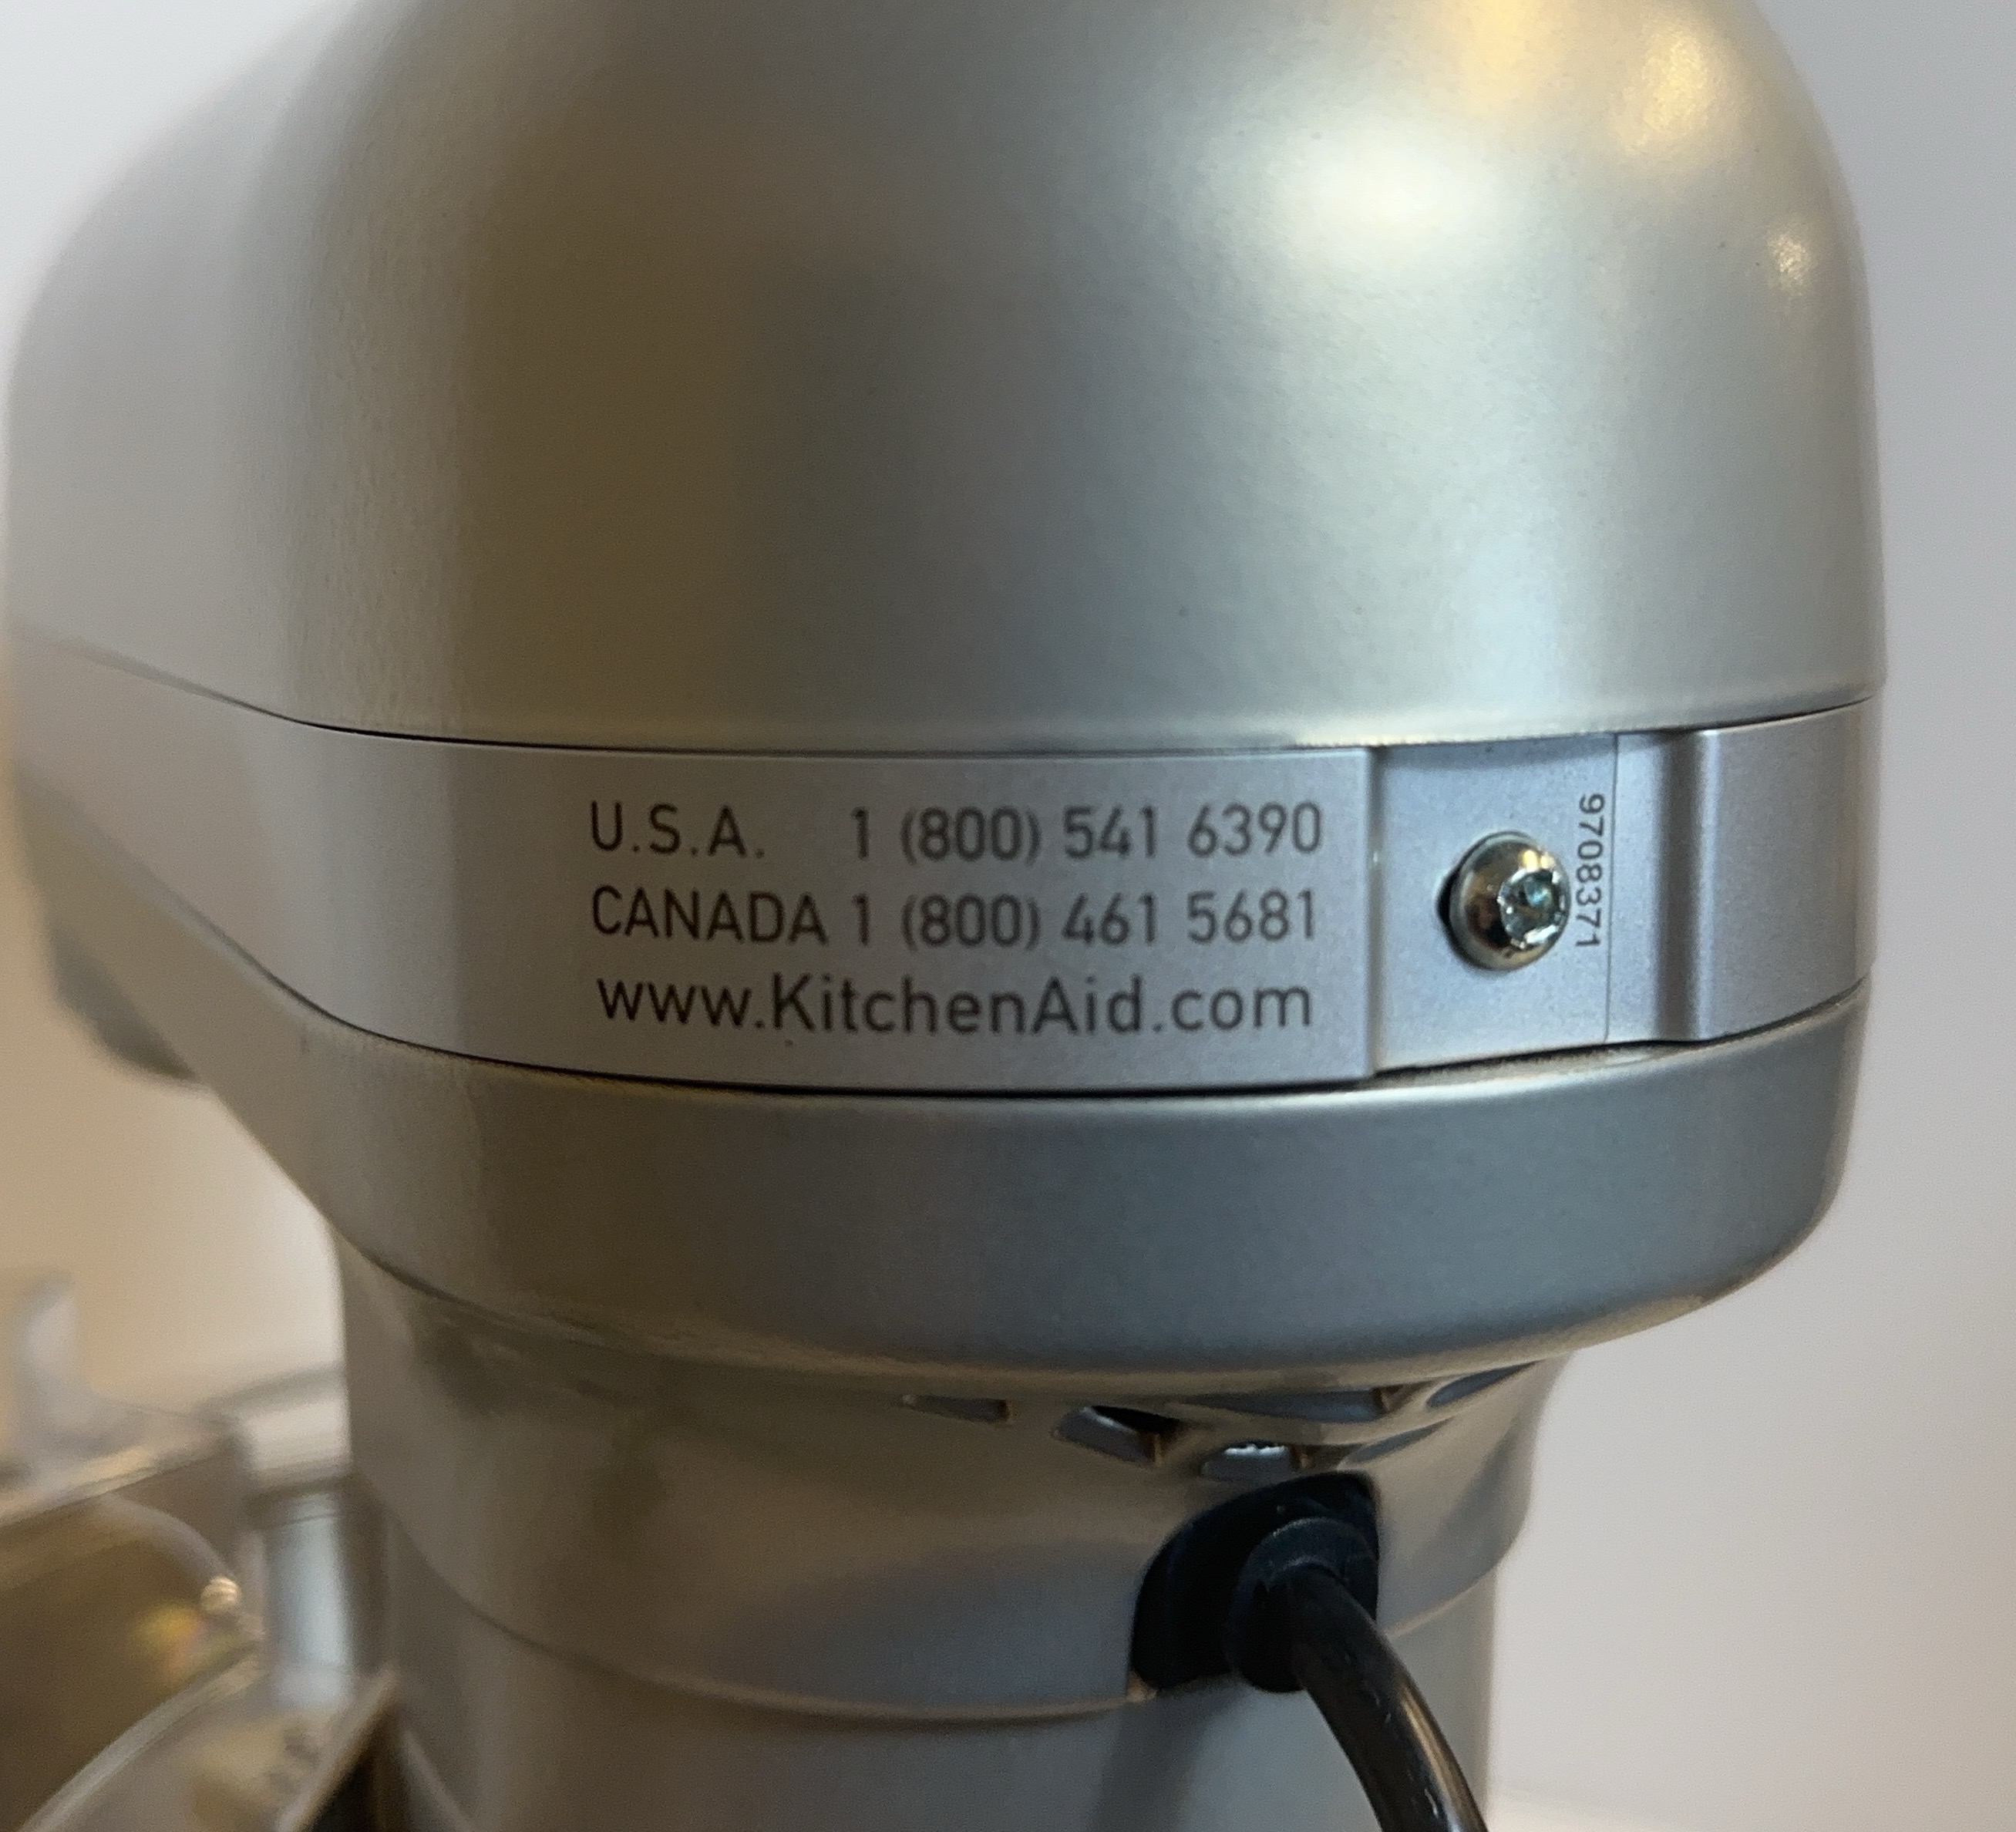 U.S.A. 1 (800) 541 6390
CANADA 1 (800) 461 5681
www.KitchenAid.com
9708371